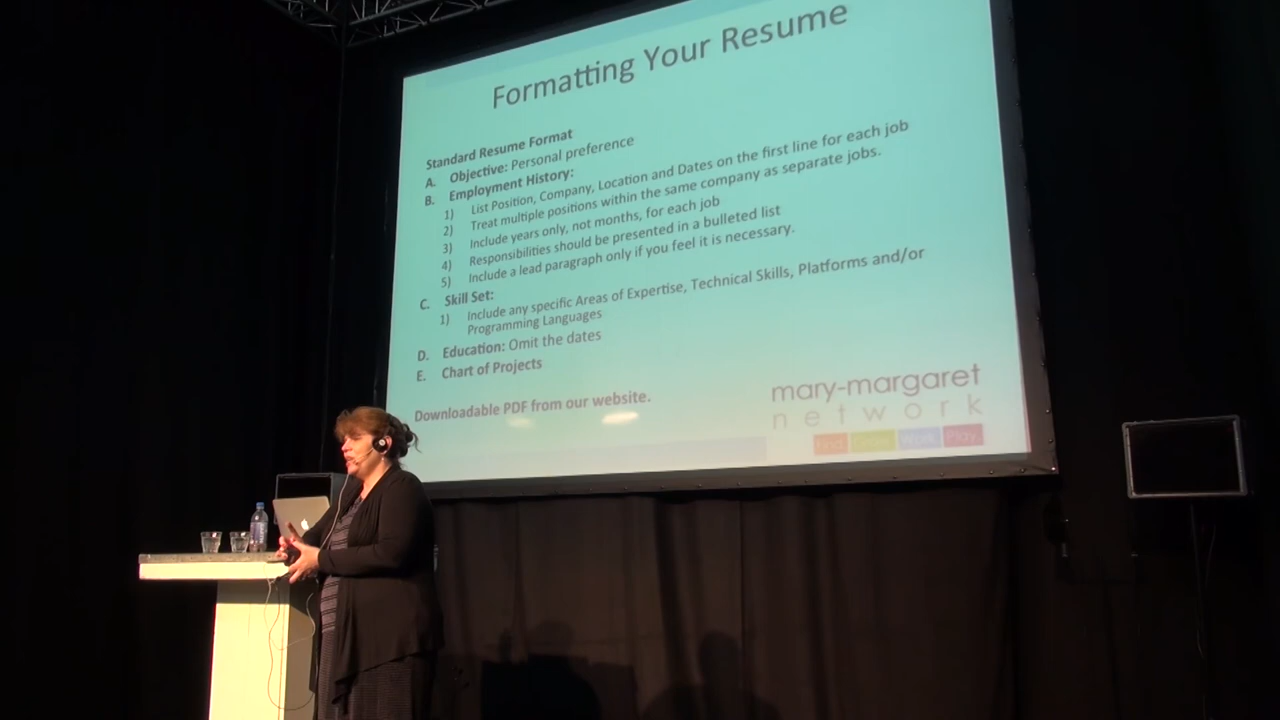 Formatting Your Resume
Standard Resume Format
A. Objective: Personal preference
B. Employment History:
1) List Position, Company, Location and Dates on the first line for each job
2) Treat multiple positions within the same company as separate jobs.
3) Include years only, not months, for each job
4) Responsibilities should be presented in a bulleted list
5) Include a lead paragraph only if you feel it is necessary.
C. Skill Set:
1) Include any specific Areas of Expertise, Technical Skills, Platforms and/or
Programming Languages
D. Education: Omit the dates
E. Chart of Projects
Downloadable PDF from our website.
mary-margaret
network
Work. Play.